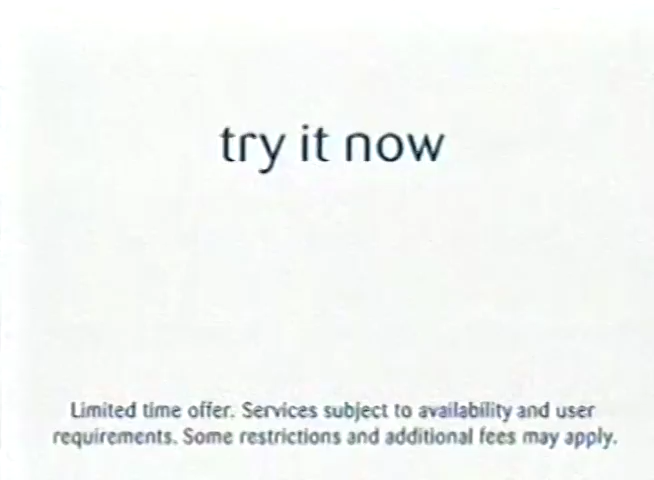 try it now
Limited time offer. Services subject to availability and user
requirements. Some restrictions and additional fees may apply.